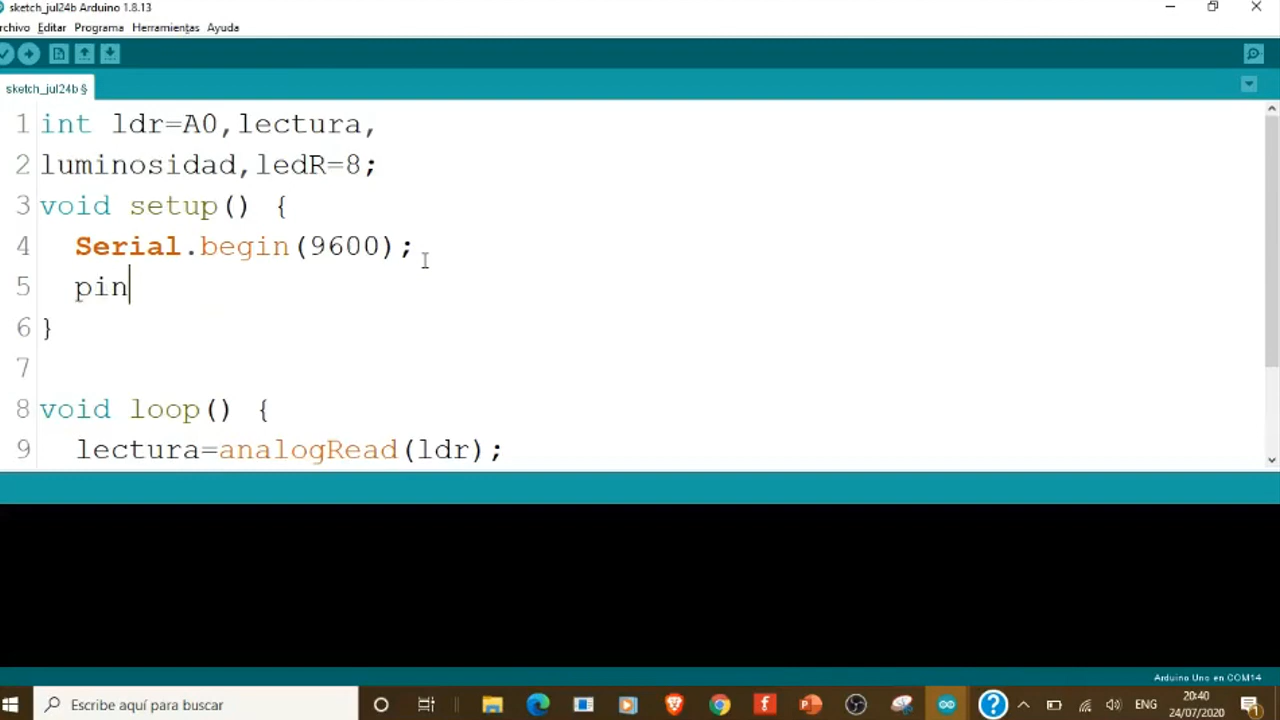 sketch_jul24b Arduino 1.8.13
rchivo Editar Programa Herramientas Ayuda
sketch_jul24b §
1 int ldr=A0,lectura,
2 luminosidad,ledR=8;
3 void setup() {
4 Serial.begin(9600);
5 pin
6 }
7
8 void loop() {
9 lectura=analogRead(ldr);
Arduino Uno en COM14
Escribe aquí para buscar
ENG
20:40
24/07/2020